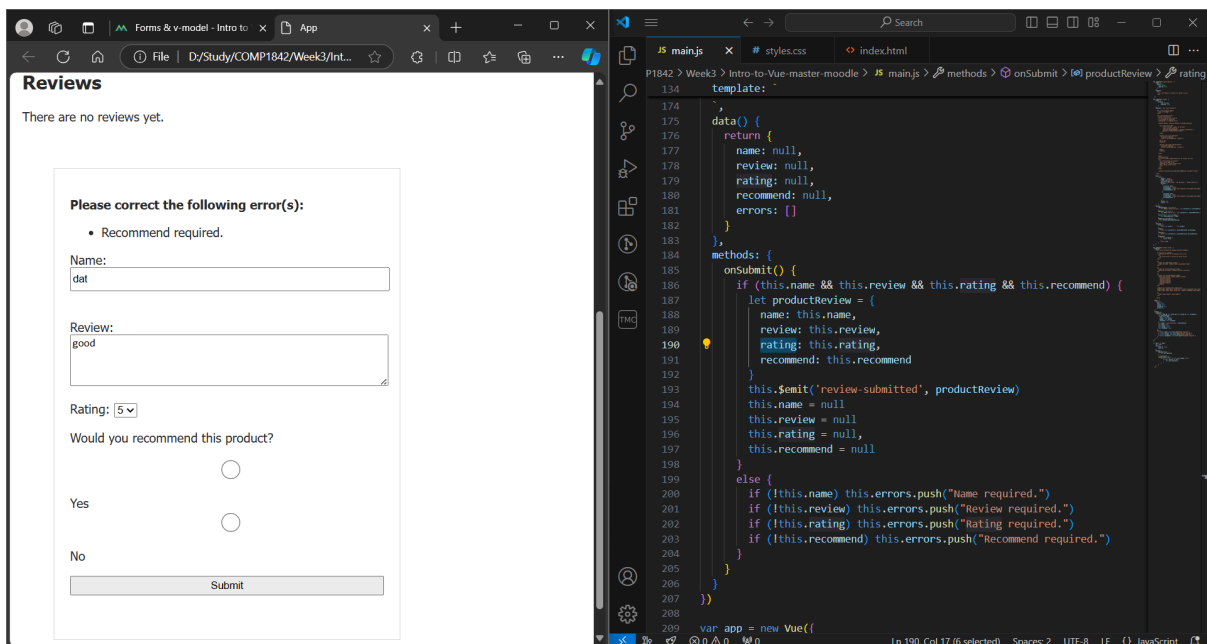 Forms & v-model - Intro to
App
File
D:/Study/COMP1842/Week3/Int...
Reviews
There are no reviews yet.
Please correct the following error(s):
• Recommend required.
Name:
dat
Review:
good
Rating: 5
Would you recommend this product?
Yes
No
Submit
Search
JS main.js
# styles.css
<> index.html
P1842 > Week3 > Intro-to-Vue-master-moodle > JS main.js > methods > onSubmit > productReview > rating
134 template: `
174 `,
175 data() {
176 return {
177 name: null,
178 review: null,
179 rating: null,
180 recommend: null,
181 errors: []
182 }
183 },
184 methods: {
185 onSubmit() {
186 if (this.name && this.review && this.rating && this.recommend) {
187 let productReview = {
188 name: this.name,
189 review: this.review,
190 rating: this.rating,
191 recommend: this.recommend
192 }
193 this.$emit('review-submitted', productReview)
194 this.name = null
195 this.review = null
196 this.rating = null,
197 this.recommend = null
198 }
199 else {
200 if (!this.name) this.errors.push("Name required.")
201 if (!this.review) this.errors.push("Review required.")
202 if (!this.rating) this.errors.push("Rating required.")
203 if (!this.recommend) this.errors.push("Recommend required.")
204 }
205 }
206 }
207 })
208
209 var app = new Vue({
TMC
0 0 0 Ln 190, Col 17 (6 selected) Spaces: 2 UTF-8 LF {} JavaScript